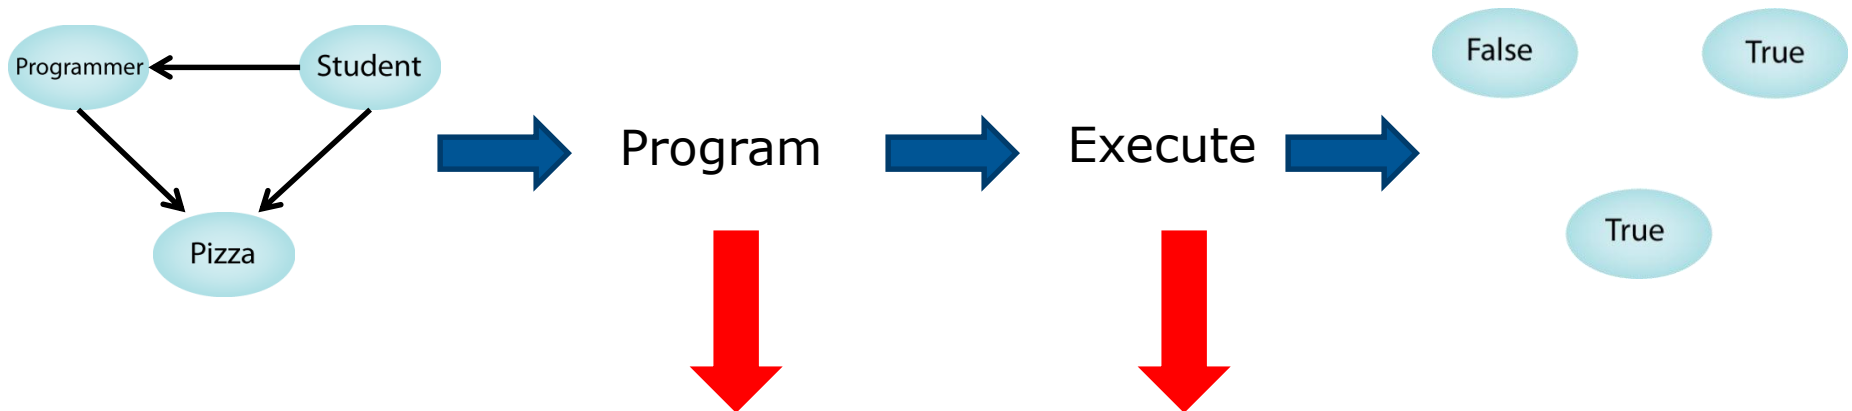 Programmer
Student
Pizza
Program
Execute
False
True
True